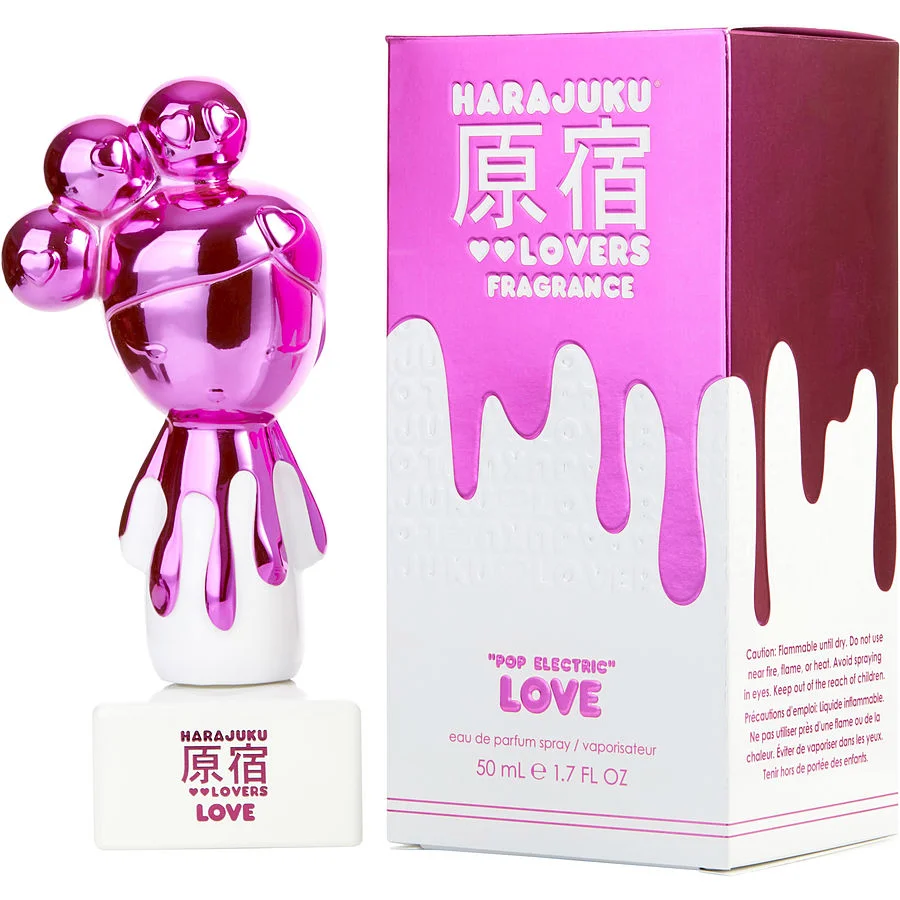 HARAJUKU
原宿
♥♥LOVERS
FRAGRANCE
"POP ELECTRIC"
LOVE
eau de parfum spray / vaporisateur
50 mL ℮ 1.7 FL OZ
Caution: Flammable until dry. Do not use
near fire, flame, or heat. Avoid spraying
in eyes. Keep out of the reach of children.
Précautions d'emploi: Liquide inflammable.
Ne pas utiliser près d'une flame ou de la
chaleur. Éviter de vaporiser dans les yeux.
Tenir hors de portée des enfants.
HARAJUKU
原宿
♥♥LOVERS
LOVE